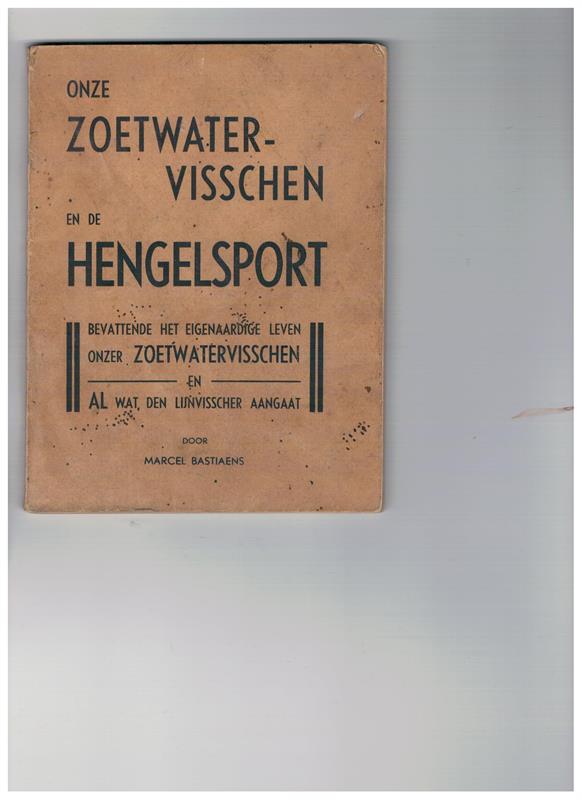 ONZE
ZOETWATER-
VISSCHEN
EN DE
HENGELSPORT
BEVATTENDE HET EIGENAARDIGE LEVEN
ONZER ZOETWATERVISSCHEN
EN
AL WAT DEN LIJNVISSCHER AANGAAT
DOOR
MARCEL BASTIAENS